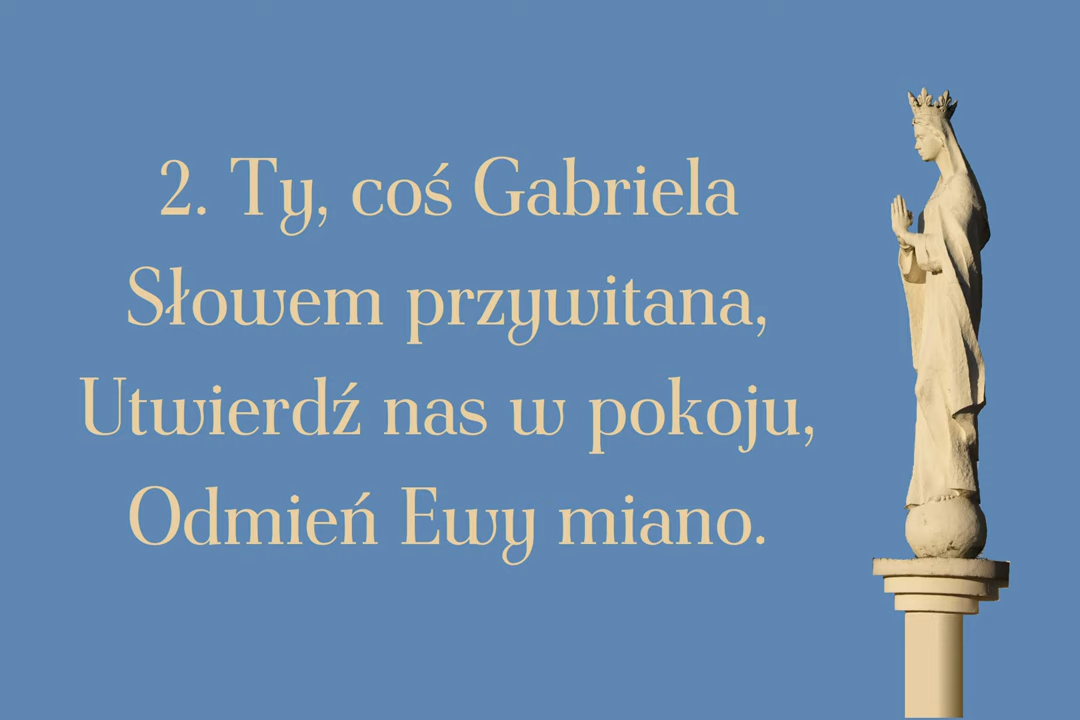 2. Ty, coś Gabriela
Słowem przywitana,
Utwierdź nas w pokoju,
Odmień Ewy miano.